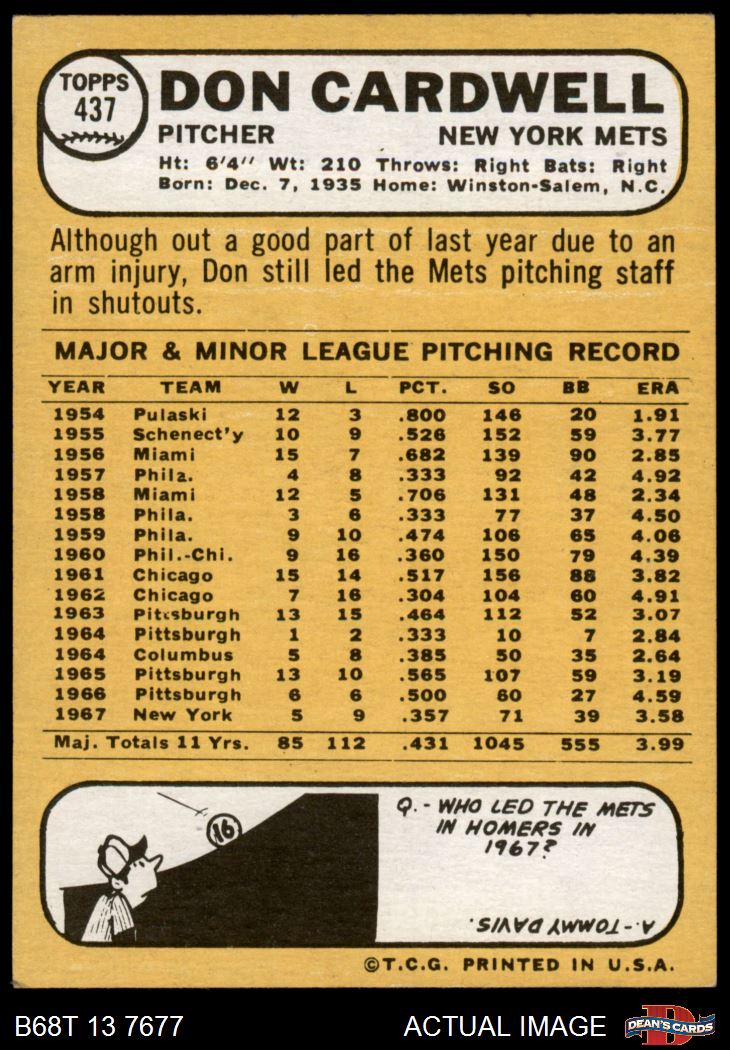 TOPPS
437
DON CARDWELL
PITCHER NEW YORK METS
Ht: 6'4" Wt: 210 Throws: Right Bats: Right
Born: Dec. 7, 1935 Home: Winston-Salem, N.C.
Although out a good part of last year due to an
arm injury, Don still led the Mets pitching staff
in shutouts.
MAJOR & MINOR LEAGUE PITCHING RECORD
YEAR TEAM W L PCT. SO BB ERA
1954 Pulaski 12 3 .800 146 20 1.91
1955 Schenect'y 10 9 .526 152 59 3.77
1956 Miami 15 7 .682 139 90 2.85
1957 Phila. 4 8 .333 92 42 4.92
1958 Miami 12 5 .706 131 48 2.34
1958 Phila. 3 6 .333 77 37 4.50
1959 Phila. 9 10 .474 106 65 4.06
1960 Phil.-Chi. 9 16 .360 150 79 4.39
1961 Chicago 15 14 .517 156 88 3.82
1962 Chicago 7 16 .304 104 60 4.91
1963 Pittsburgh 13 15 .464 112 52 3.07
1964 Pittsburgh 1 2 .333 10 7 2.84
1964 Columbus 5 8 .385 50 35 2.64
1965 Pittsburgh 13 10 .565 107 59 3.19
1966 Pittsburgh 6 6 .500 60 27 4.59
1967 New York 5 9 .357 71 39 3.58
Maj. Totals 11 Yrs. 85 112 .431 1045 555 3.99
16
Q.- WHO LED THE METS
IN HOMERS IN
1967?
A.- TOMMY DAVIS.
©T.C.G. PRINTED IN U.S.A.
B68T 13 7677 ACTUAL IMAGE
D
DEAN'S CARDS